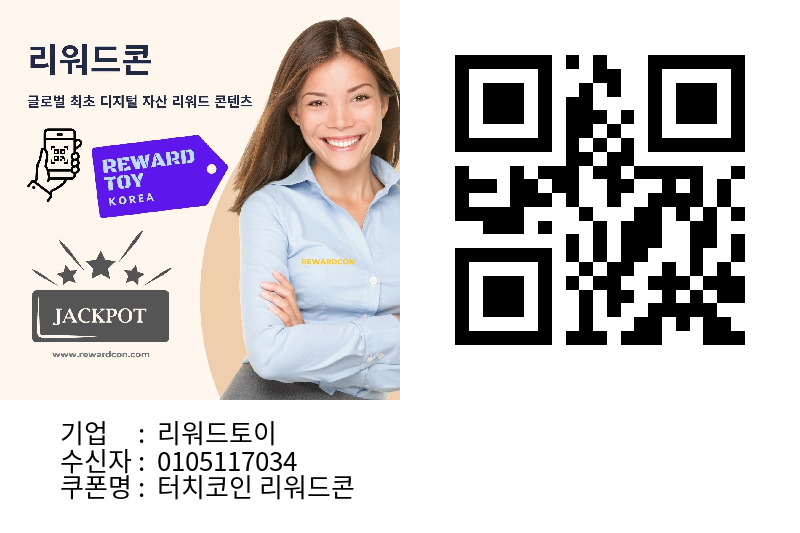 리워드콘
글로벌 최초 디지털 자산 리워드 콘텐츠
REWARD
TOY
KOREA
REWARDCON
JACKPOT
www.rewardcon.com
기업 : 리워드토이
수신자 : 0105117034
쿠폰명 : 터치코인 리워드콘